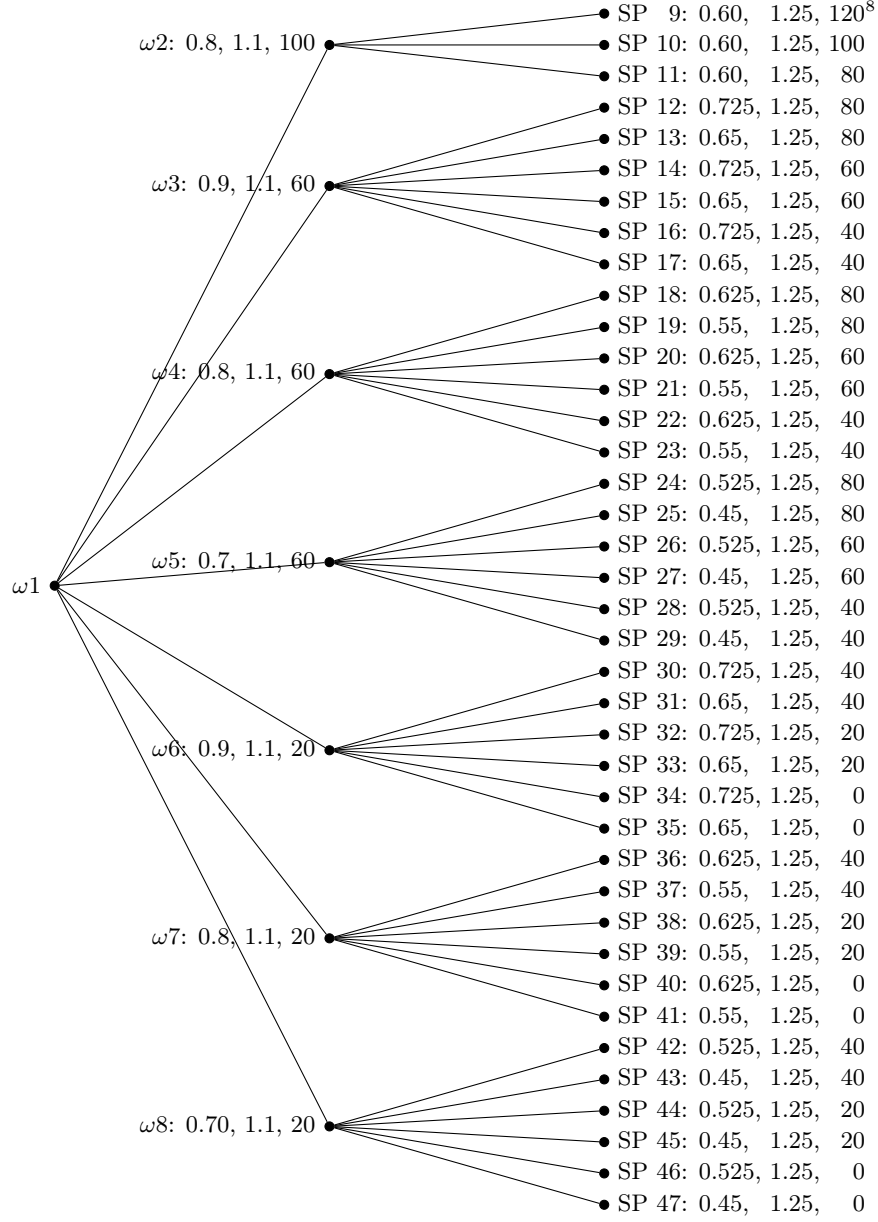 ω1
ω2: 0.8, 1.1, 100
ω3: 0.9, 1.1, 60
ω4: 0.8, 1.1, 60
ω5: 0.7, 1.1, 60
ω6: 0.9, 1.1, 20
ω7: 0.8, 1.1, 20
ω8: 0.70, 1.1, 20
SP 9: 0.60, 1.25, 120⁸
SP 10: 0.60, 1.25, 100
SP 11: 0.60, 1.25, 80
SP 12: 0.725, 1.25, 80
SP 13: 0.65, 1.25, 80
SP 14: 0.725, 1.25, 60
SP 15: 0.65, 1.25, 60
SP 16: 0.725, 1.25, 40
SP 17: 0.65, 1.25, 40
SP 18: 0.625, 1.25, 80
SP 19: 0.55, 1.25, 80
SP 20: 0.625, 1.25, 60
SP 21: 0.55, 1.25, 60
SP 22: 0.625, 1.25, 40
SP 23: 0.55, 1.25, 40
SP 24: 0.525, 1.25, 80
SP 25: 0.45, 1.25, 80
SP 26: 0.525, 1.25, 60
SP 27: 0.45, 1.25, 60
SP 28: 0.525, 1.25, 40
SP 29: 0.45, 1.25, 40
SP 30: 0.725, 1.25, 40
SP 31: 0.65, 1.25, 40
SP 32: 0.725, 1.25, 20
SP 33: 0.65, 1.25, 20
SP 34: 0.725, 1.25, 0
SP 35: 0.65, 1.25, 0
SP 36: 0.625, 1.25, 40
SP 37: 0.55, 1.25, 40
SP 38: 0.625, 1.25, 20
SP 39: 0.55, 1.25, 20
SP 40: 0.625, 1.25, 0
SP 41: 0.55, 1.25, 0
SP 42: 0.525, 1.25, 40
SP 43: 0.45, 1.25, 40
SP 44: 0.525, 1.25, 20
SP 45: 0.45, 1.25, 20
SP 46: 0.525, 1.25, 0
SP 47: 0.45, 1.25, 0